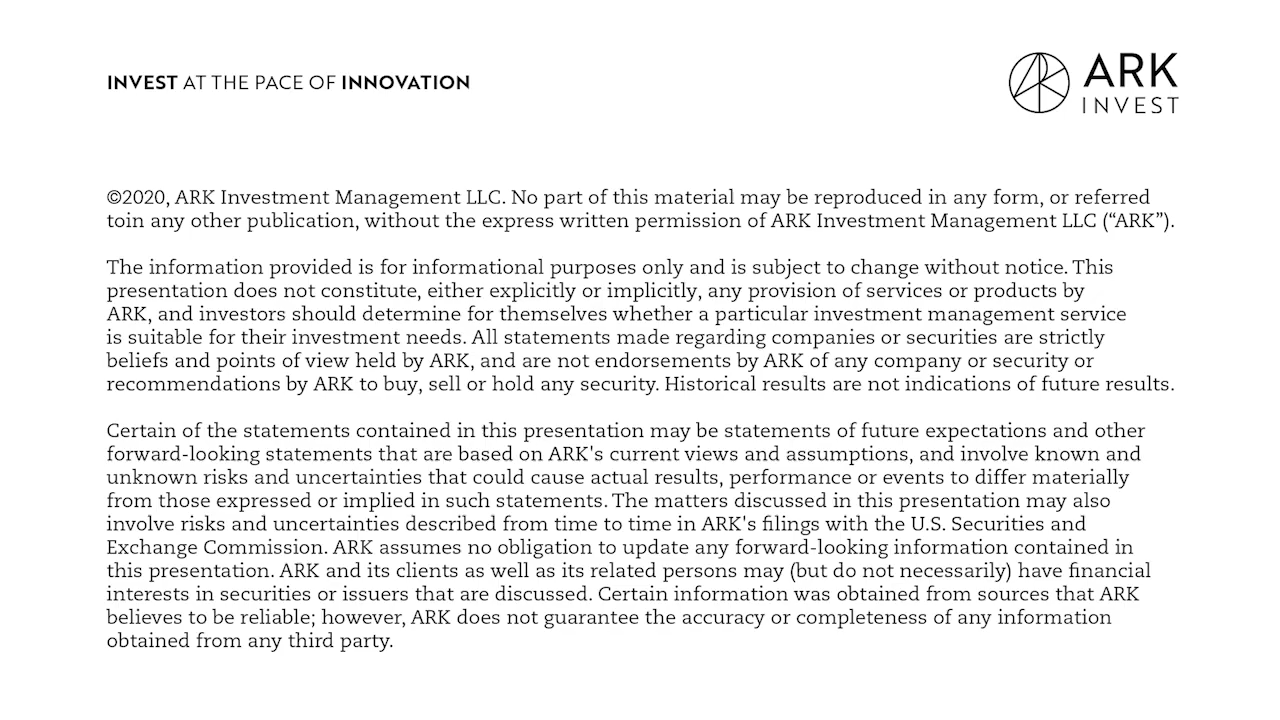 INVEST AT THE PACE OF INNOVATION
ARK
INVEST
©2020, ARK Investment Management LLC. No part of this material may be reproduced in any form, or referred
toin any other publication, without the express written permission of ARK Investment Management LLC (“ARK”).
The information provided is for informational purposes only and is subject to change without notice. This
presentation does not constitute, either explicitly or implicitly, any provision of services or products by
ARK, and investors should determine for themselves whether a particular investment management service
is suitable for their investment needs. All statements made regarding companies or securities are strictly
beliefs and points of view held by ARK, and are not endorsements by ARK of any company or security or
recommendations by ARK to buy, sell or hold any security. Historical results are not indications of future results.
Certain of the statements contained in this presentation may be statements of future expectations and other
forward-looking statements that are based on ARK's current views and assumptions, and involve known and
unknown risks and uncertainties that could cause actual results, performance or events to differ materially
from those expressed or implied in such statements. The matters discussed in this presentation may also
involve risks and uncertainties described from time to time in ARK's filings with the U.S. Securities and
Exchange Commission. ARK assumes no obligation to update any forward-looking information contained in
this presentation. ARK and its clients as well as its related persons may (but do not necessarily) have financial
interests in securities or issuers that are discussed. Certain information was obtained from sources that ARK
believes to be reliable; however, ARK does not guarantee the accuracy or completeness of any information
obtained from any third party.